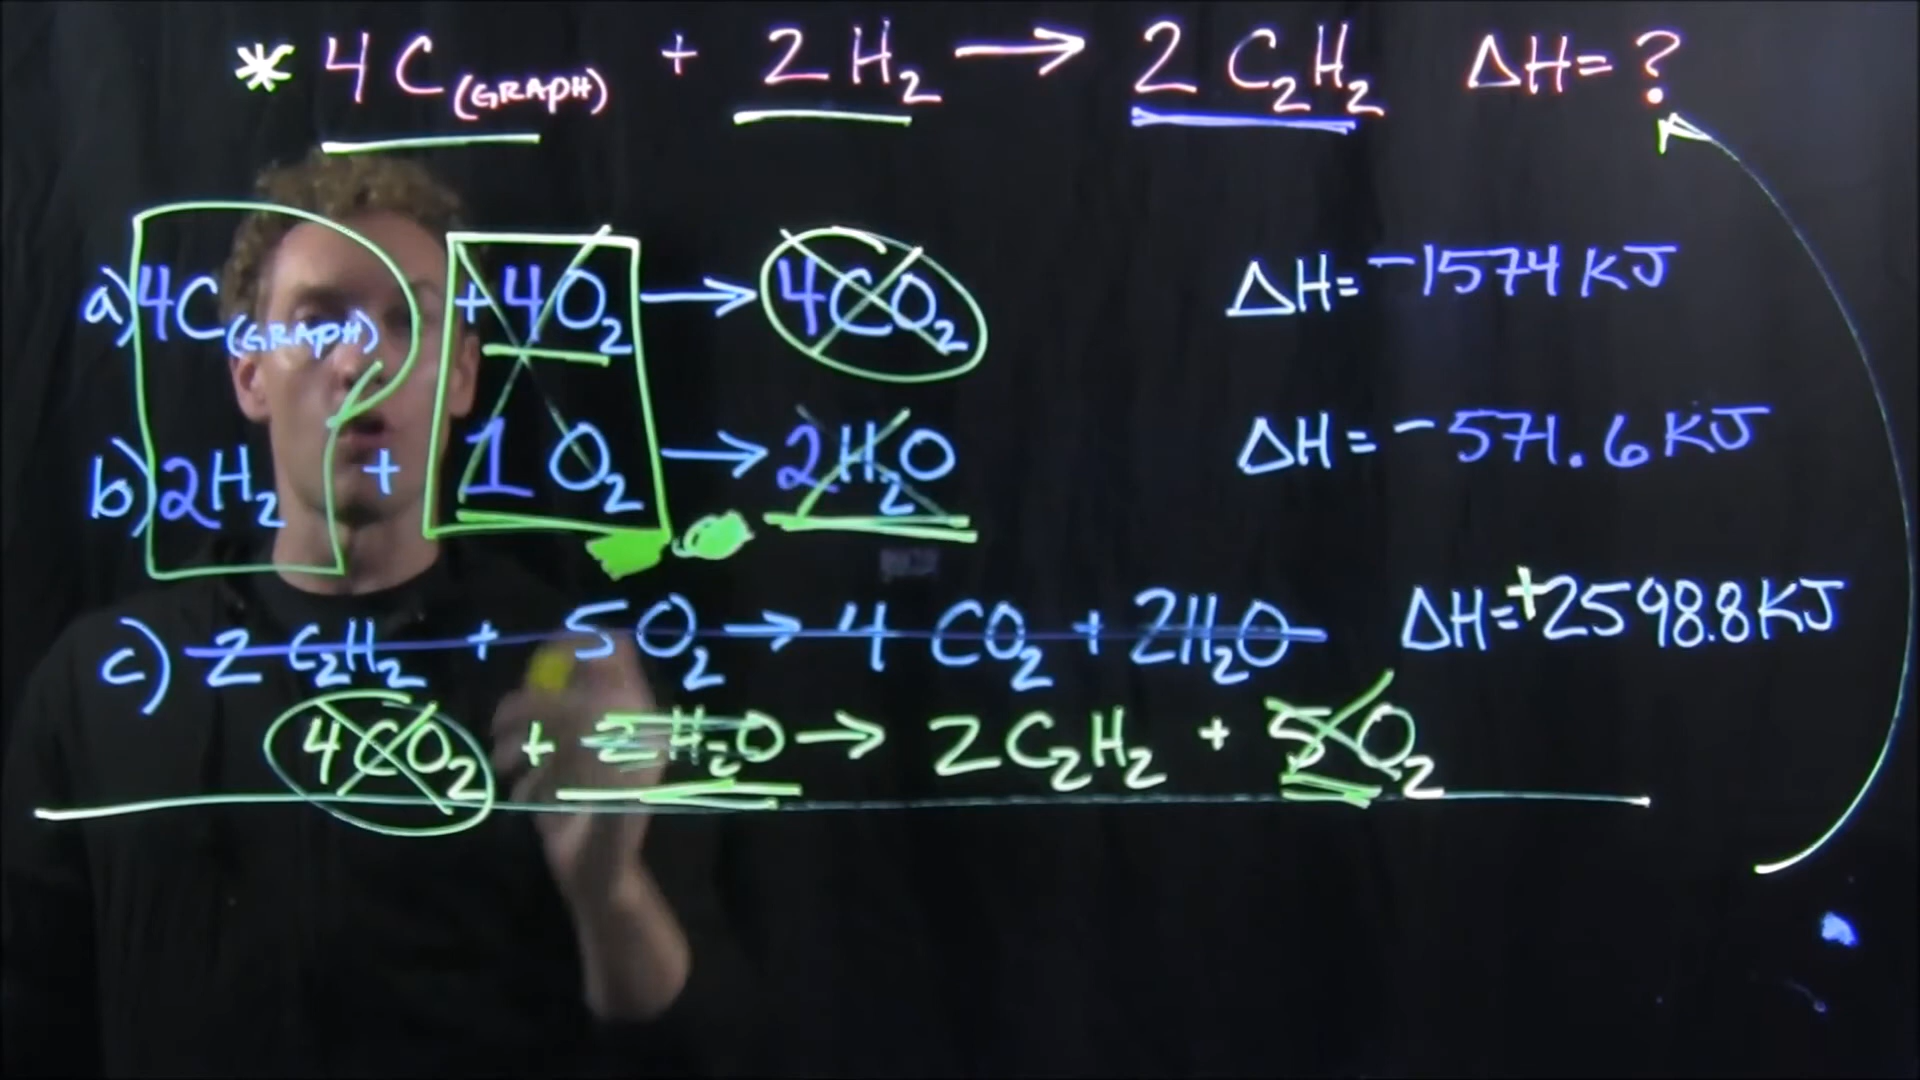 * 4 C (GRAPH) + 2 H₂ → 2 C₂H₂ ΔH = ?
a) 4C (GRAPH) + 4O₂ → 4CO₂ ΔH = -1574 KJ
b) 2H₂ + 1 O₂ → 2H₂O ΔH = -571.6 KJ
c) 2 C₂H₂ + 5O₂ → 4 CO₂ + 2H₂O ΔH = +2598.8 KJ
4CO₂ + 2H₂O → 2C₂H₂ + 5O₂